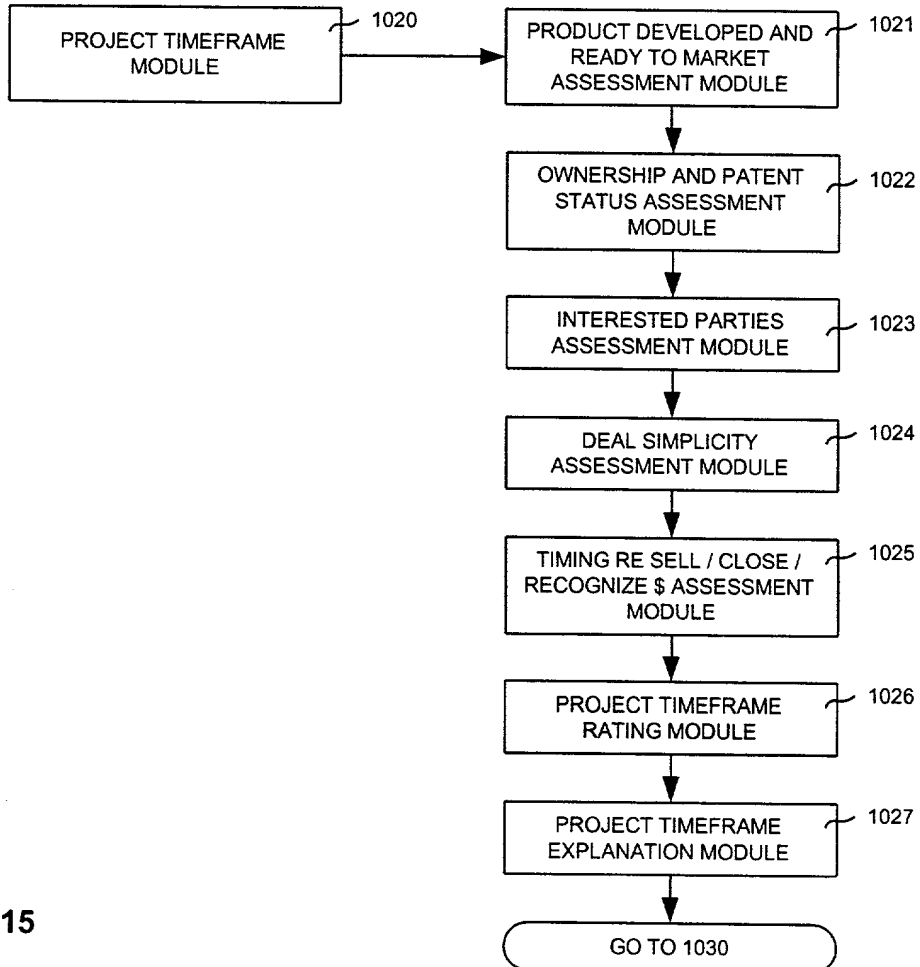 PROJECT TIMEFRAME
MODULE
1020
PRODUCT DEVELOPED AND
READY TO MARKET
ASSESSMENT MODULE
1021
OWNERSHIP AND PATENT
STATUS ASSESSMENT
MODULE
1022
INTERESTED PARTIES
ASSESSMENT MODULE
1023
DEAL SIMPLICITY
ASSESSMENT MODULE
1024
TIMING RE SELL / CLOSE /
RECOGNIZE $ ASSESSMENT
MODULE
1025
PROJECT TIMEFRAME
RATING MODULE
1026
PROJECT TIMEFRAME
EXPLANATION MODULE
1027
15
GO TO 1030